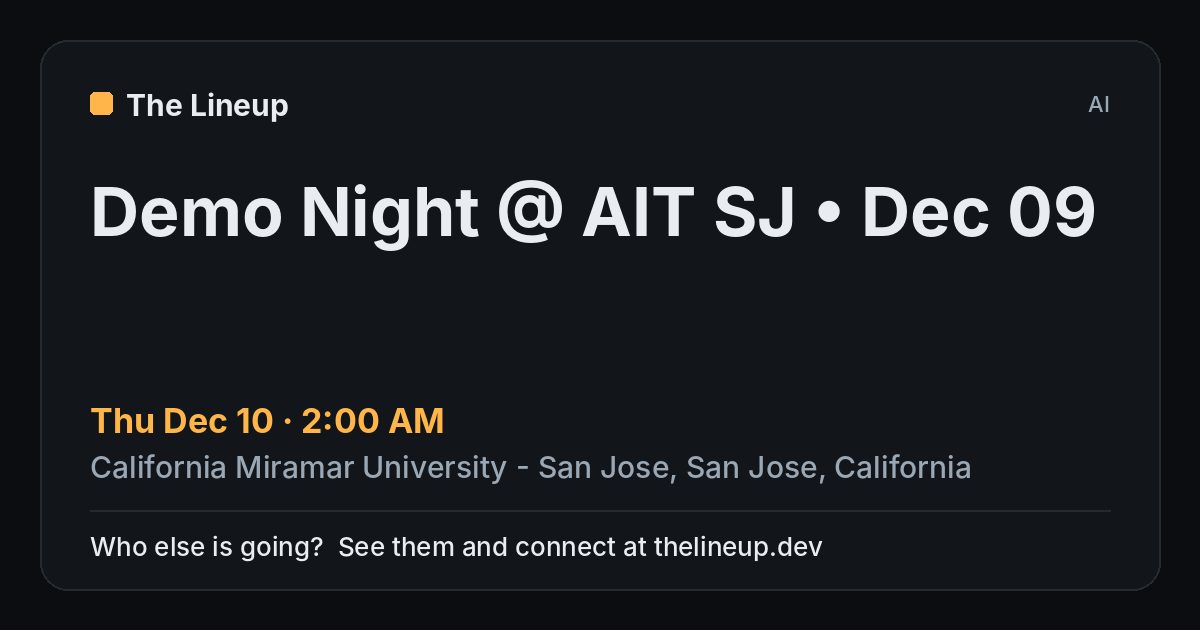 The Lineup
AI
Demo Night @ AIT SJ • Dec 09
Thu Dec 10 · 2:00 AM
California Miramar University - San Jose, San Jose, California
Who else is going?  See them and connect at thelineup.dev